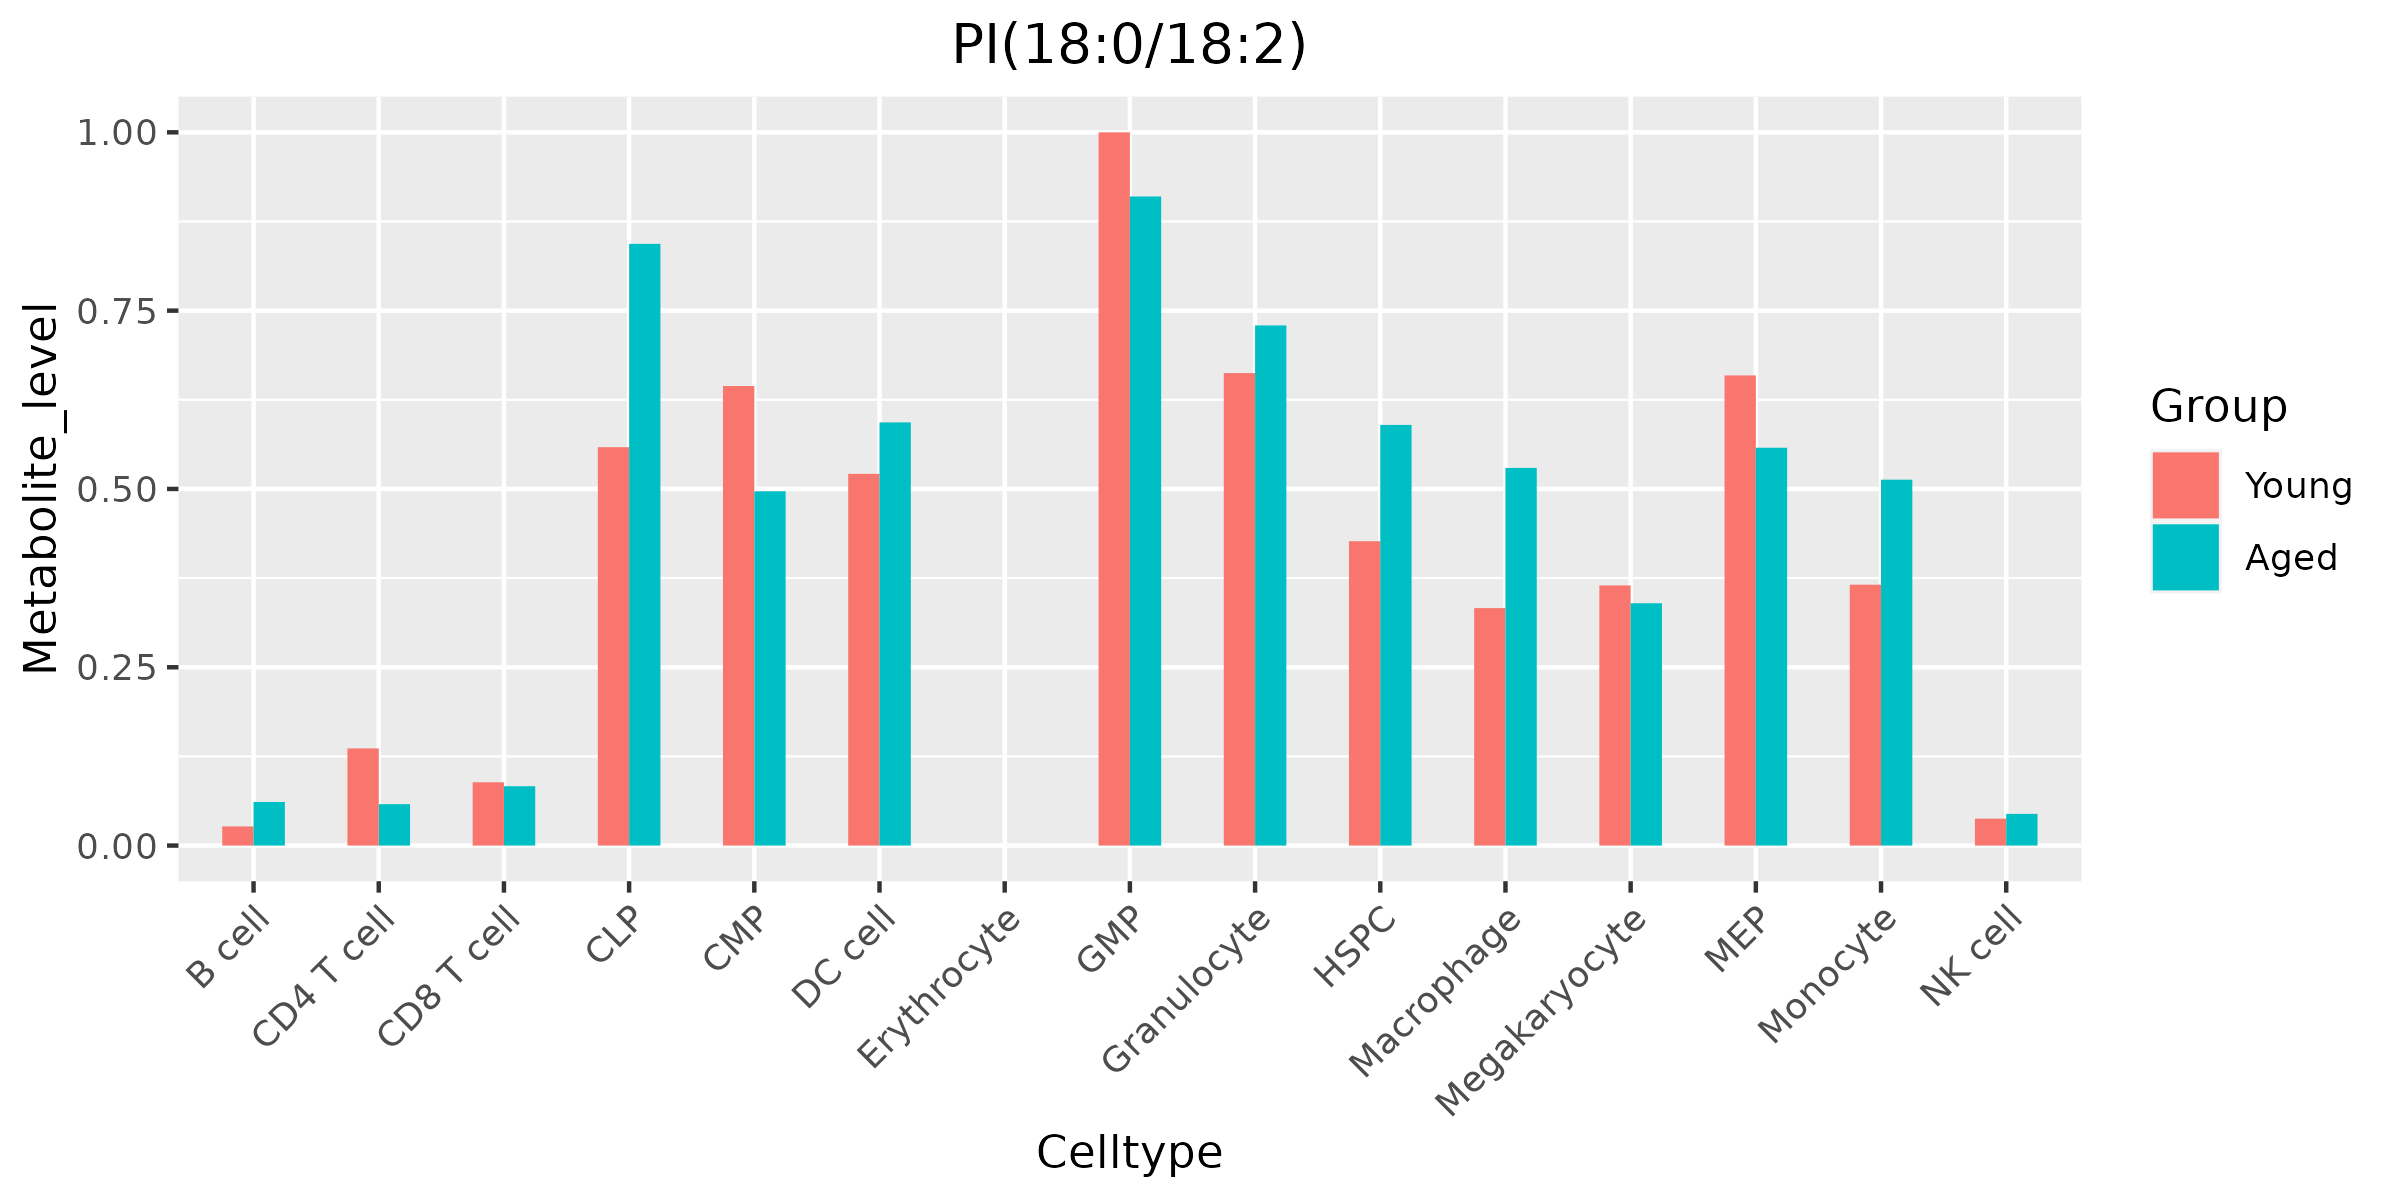 PI(18:0/18:2)
Metabolite_level
1.00
0.75
0.50
0.25
0.00
B cell
CD4 T cell
CD8 T cell
CLP
CMP
DC cell
Erythrocyte
GMP
Granulocyte
HSPC
Macrophage
Megakaryocyte
MEP
Monocyte
NK cell
Celltype
Group
Young
Aged